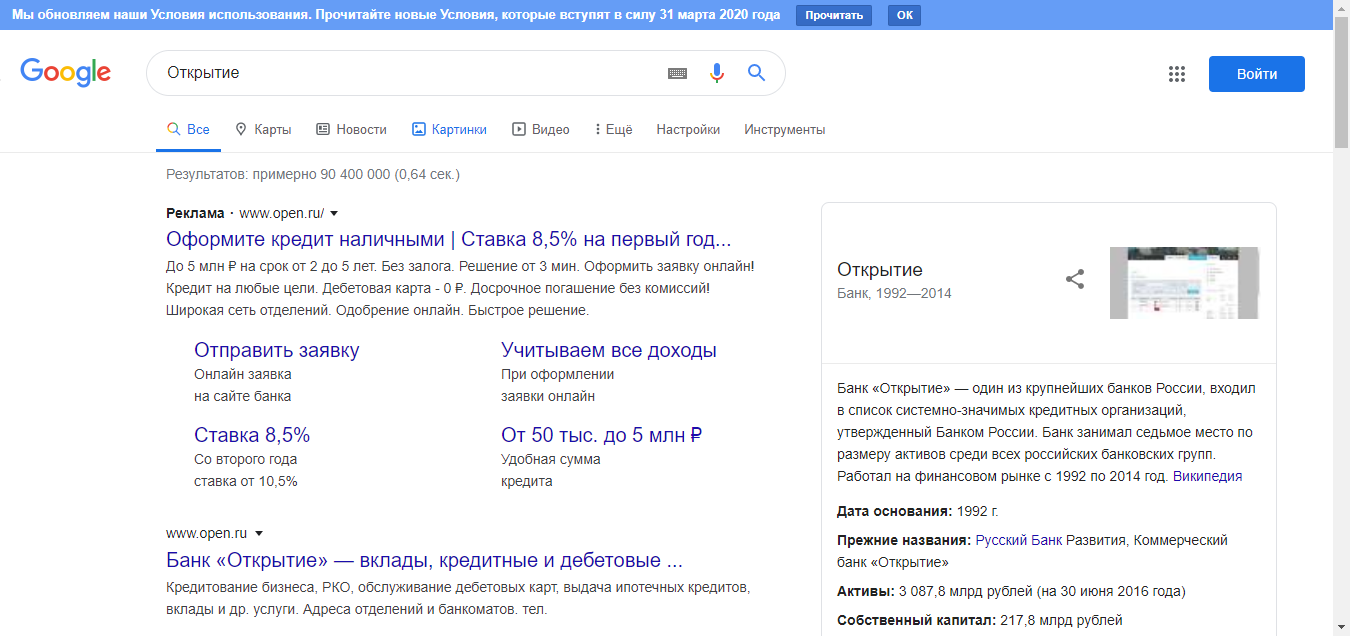 Мы обновляем наши Условия использования. Прочитайте новые Условия, которые вступят в силу 31 марта 2020 года Прочитать ОК
Google
Открытие
Войти
Все Карты Новости Картинки Видео Ещё Настройки Инструменты
Результатов: примерно 90 400 000 (0,64 сек.)
Реклама · www.open.ru/
Оформите кредит наличными | Ставка 8,5% на первый год...
До 5 млн ₽ на срок от 2 до 5 лет. Без залога. Решение от 3 мин. Оформить заявку онлайн!
Кредит на любые цели. Дебетовая карта - 0 ₽. Досрочное погашение без комиссий!
Широкая сеть отделений. Одобрение онлайн. Быстрое решение.
Отправить заявку
Онлайн заявка
на сайте банка
Учитываем все доходы
При оформлении
заявки онлайн
Ставка 8,5%
Со второго года
ставка от 10,5%
От 50 тыс. до 5 млн ₽
Удобная сумма
кредита
www.open.ru
Банк «Открытие» — вклады, кредитные и дебетовые ...
Кредитование бизнеса, РКО, обслуживание дебетовых карт, выдача ипотечных кредитов,
вклады и др. услуги. Адреса отделений и банкоматов. тел.
Открытие
Банк, 1992—2014
Банк «Открытие» — один из крупнейших банков России, входил
в список системно-значимых кредитных организаций,
утвержденный Банком России. Банк занимал седьмое место по
размеру активов среди всех российских банковских групп.
Работал на финансовом рынке с 1992 по 2014 год. Википедия
Дата основания: 1992 г.
Прежние названия: Русский Банк Развития, Коммерческий
банк «Открытие»
Активы: 3 087,8 млрд рублей (на 30 июня 2016 года)
Собственный капитал: 217,8 млрд рублей